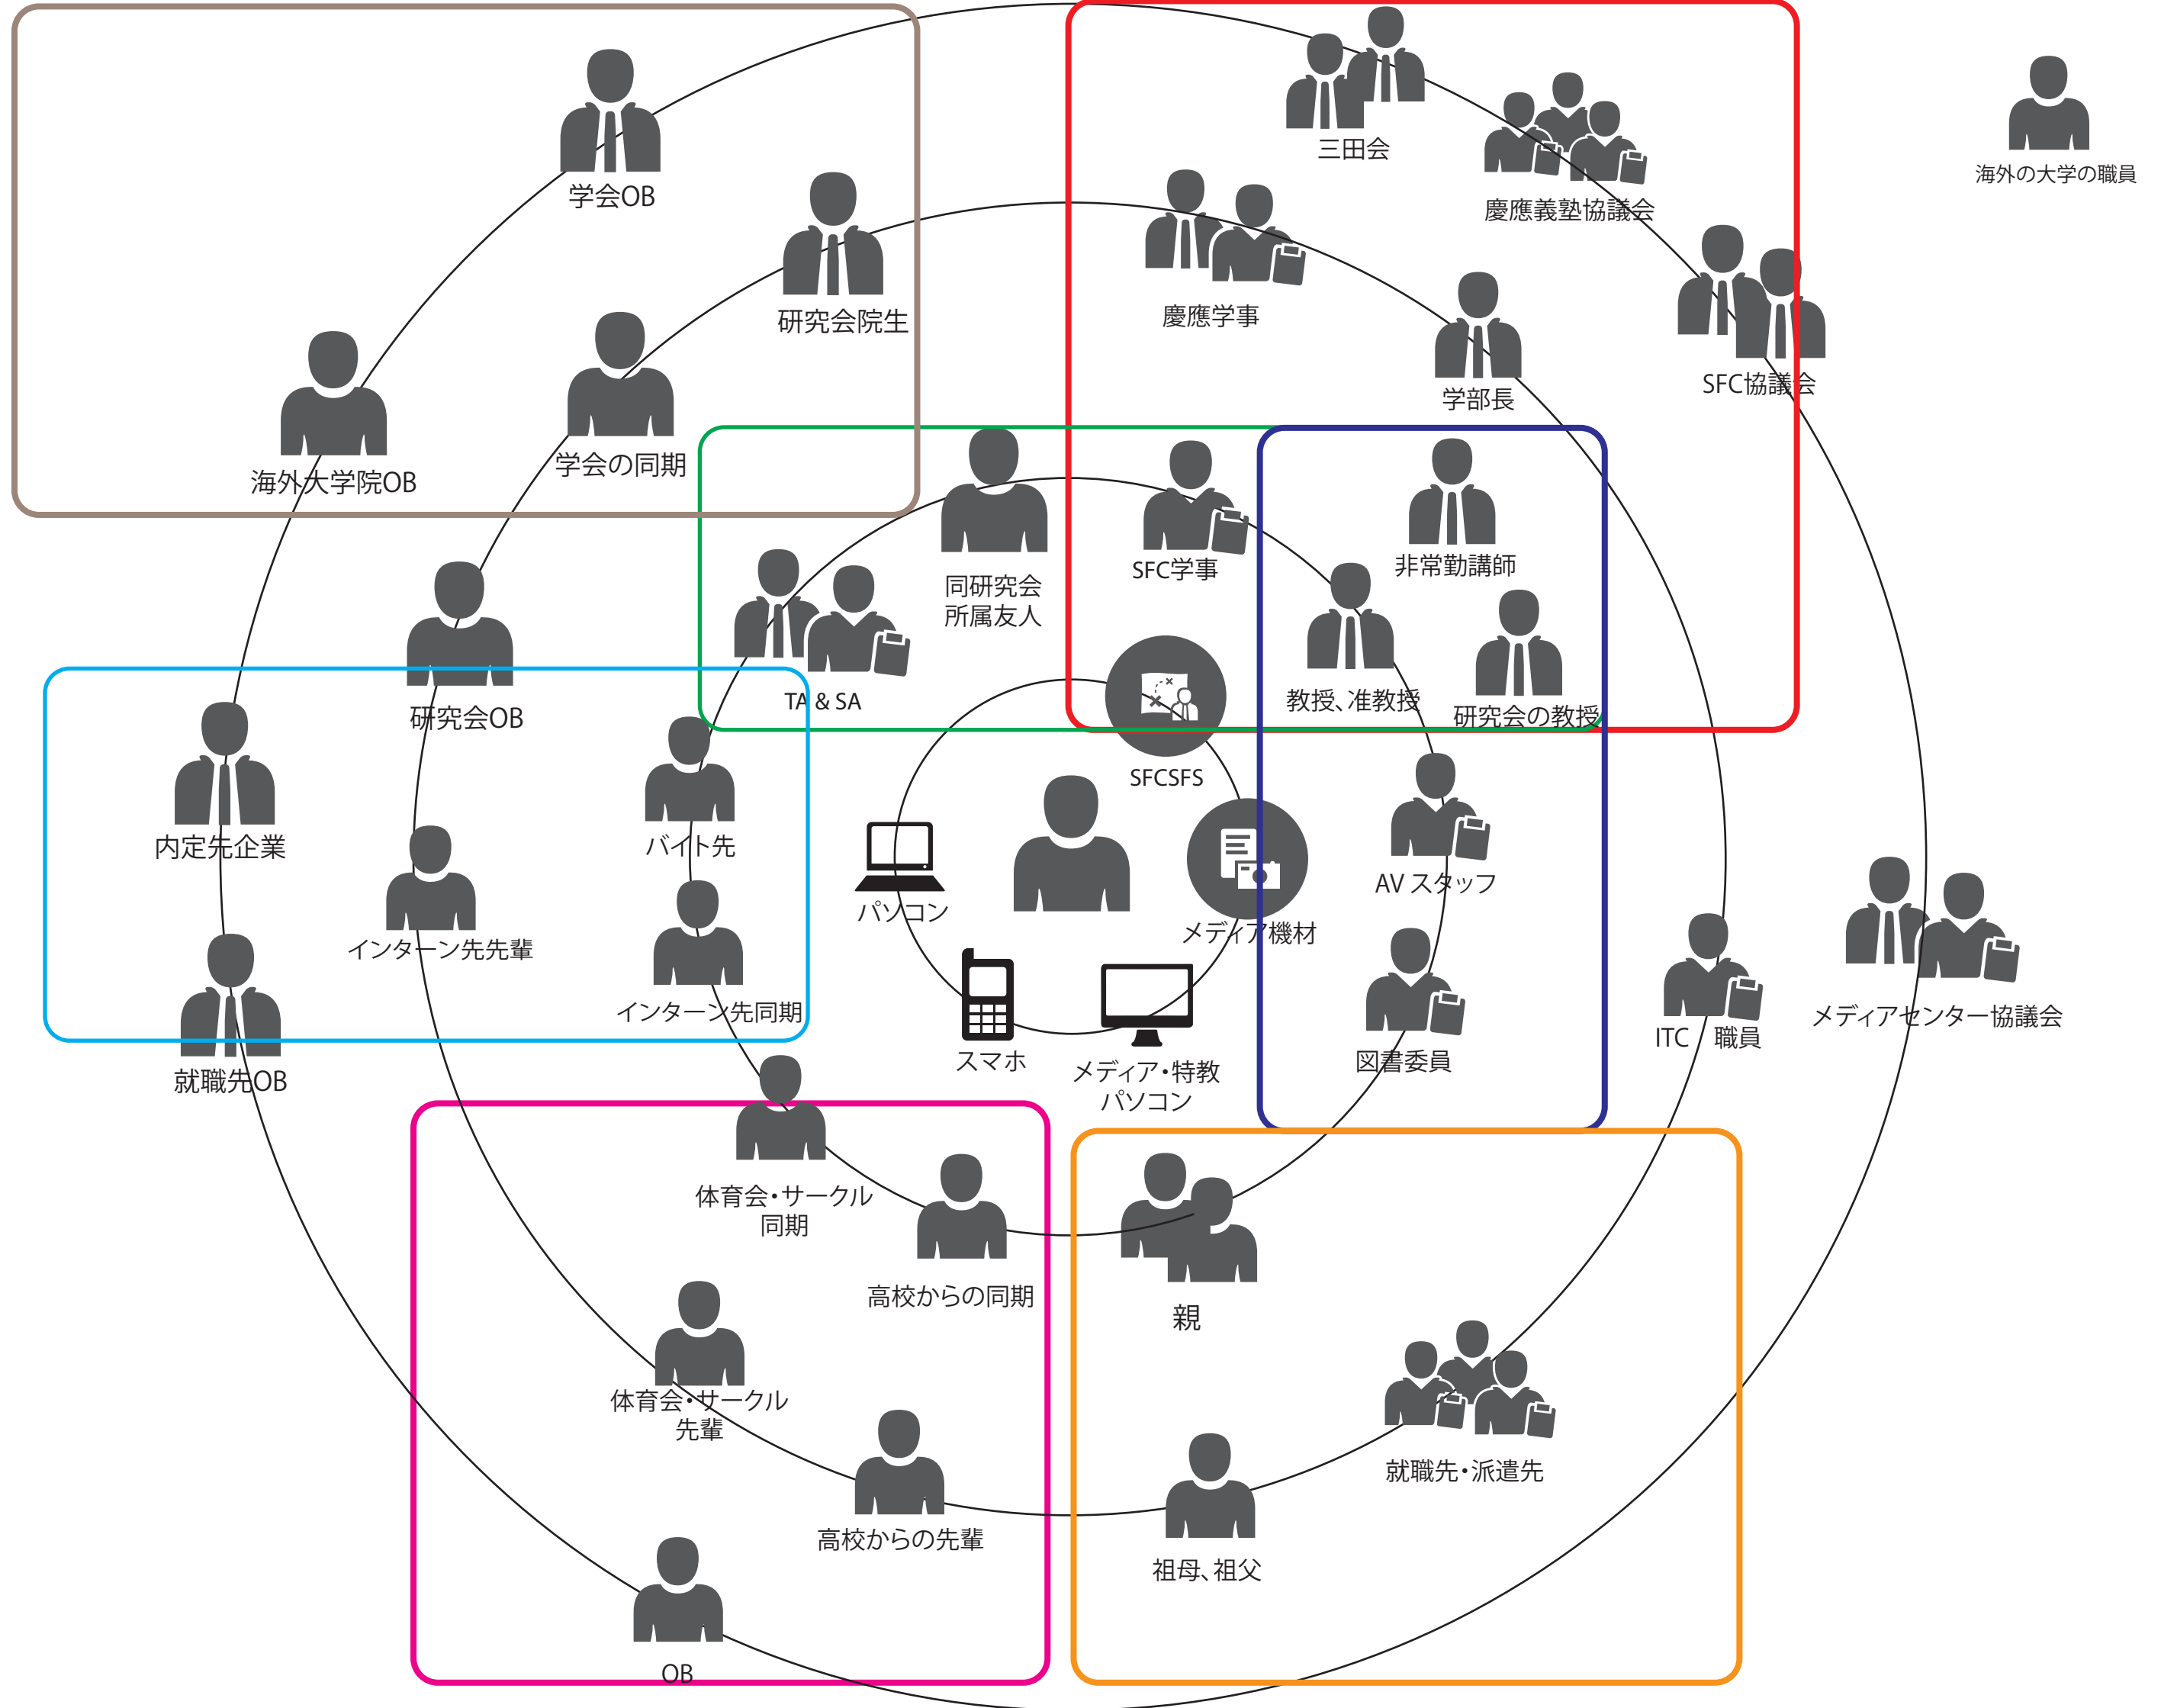 三田会
海外の大学の職員
学会OB
慶應義塾協議会
慶應学事
研究会院生
SFC協議会
学部長
学会の同期
海外大学院OB
非常勤講師
SFC学事
同研究会
所属友人
TA & SA
教授、准教授
研究会の教授
研究会OB
SFCSFS
内定先企業
バイト先
AV スタッフ
パソコン
メディア機材
インターン先先輩
インターン先同期
メディアセンター協議会
ITC 職員
スマホ
図書委員
メディア・特教
パソコン
就職先OB
体育会・サークル
同期
高校からの同期
親
体育会・サークル
先輩
就職先・派遣先
高校からの先輩
祖母、祖父
OB